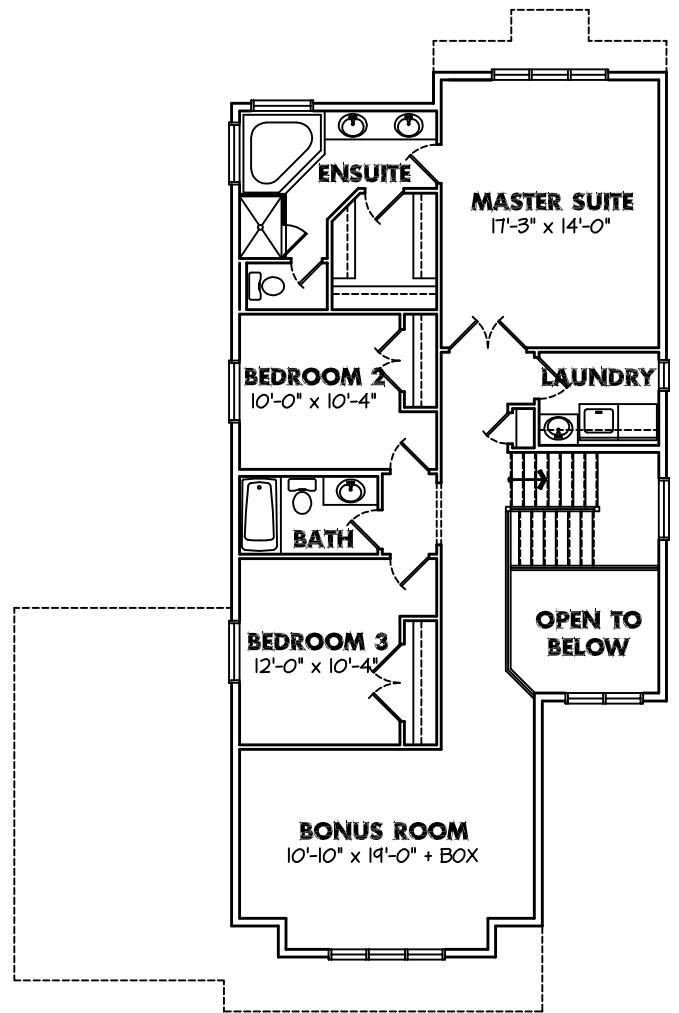 ENSUITE
MASTER SUITE
17'-3" x 14'-0"
BEDROOM 2
10'-0" x 10'-4"
LAUNDRY
BATH
OPEN TO
BELOW
BEDROOM 3
12'-0" x 10'-4"
BONUS ROOM
10'-10" x 19'-0" + BOX